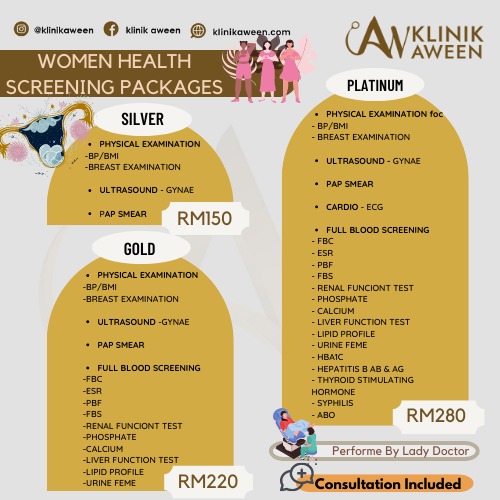 @klinikaween
klinik aween
klinikaween.com
KLINIK
AWEEN
WOMEN HEALTH
SCREENING PACKAGES
SILVER
• PHYSICAL EXAMINATION
-BP/BMI
-BREAST EXAMINATION
• ULTRASOUND - GYNAE
• PAP SMEAR
RM150
GOLD
• PHYSICAL EXAMINATION
-BP/BMI
-BREAST EXAMINATION
• ULTRASOUND -GYNAE
• PAP SMEAR
• FULL BLOOD SCREENING
-FBC
-ESR
-PBF
-FBS
-RENAL FUNCIONT TEST
-PHOSPHATE
-CALCIUM
-LIVER FUNCTION TEST
-LIPID PROFILE
-URINE FEME
RM220
PLATINUM
• PHYSICAL EXAMINATION foc
- BP/BMI
- BREAST EXAMINATION
• ULTRASOUND - GYNAE
• PAP SMEAR
• CARDIO - ECG
• FULL BLOOD SCREENING
- FBC
- ESR
- PBF
- FBS
- RENAL FUNCIONT TEST
- PHOSPHATE
- CALCIUM
- LIVER FUNCTION TEST
- LIPID PROFILE
- URINE FEME
- HBA1C
- HEPATITIS B AB & AG
- THYROID STIMULATING
HORMONE
- SYPHILIS
- ABO
RM280
Performe By Lady Doctor
Consultation Included